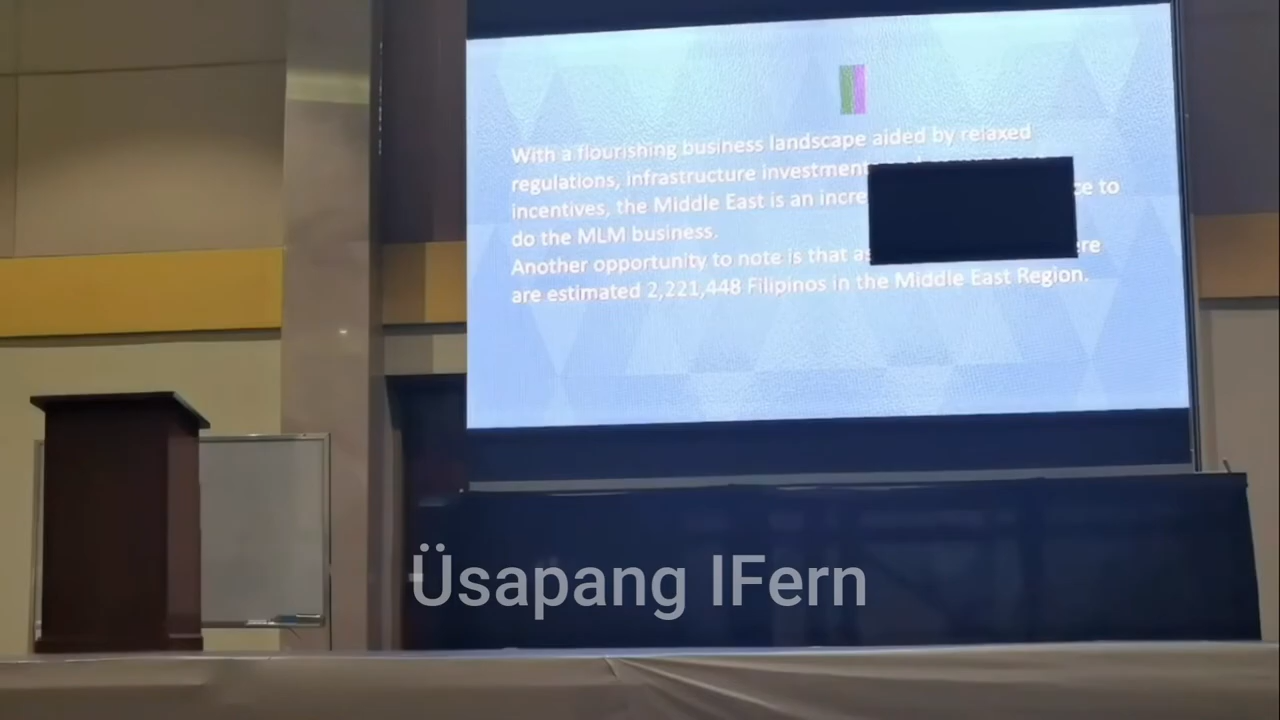 With a flourishing business landscape aided by relaxed
regulations, infrastructure investment
incentives, the Middle East is an incre ce to
do the MLM business.
Another opportunity to note is that as ere
are estimated 2,221,448 Filipinos in the Middle East Region.
Üsapang IFern